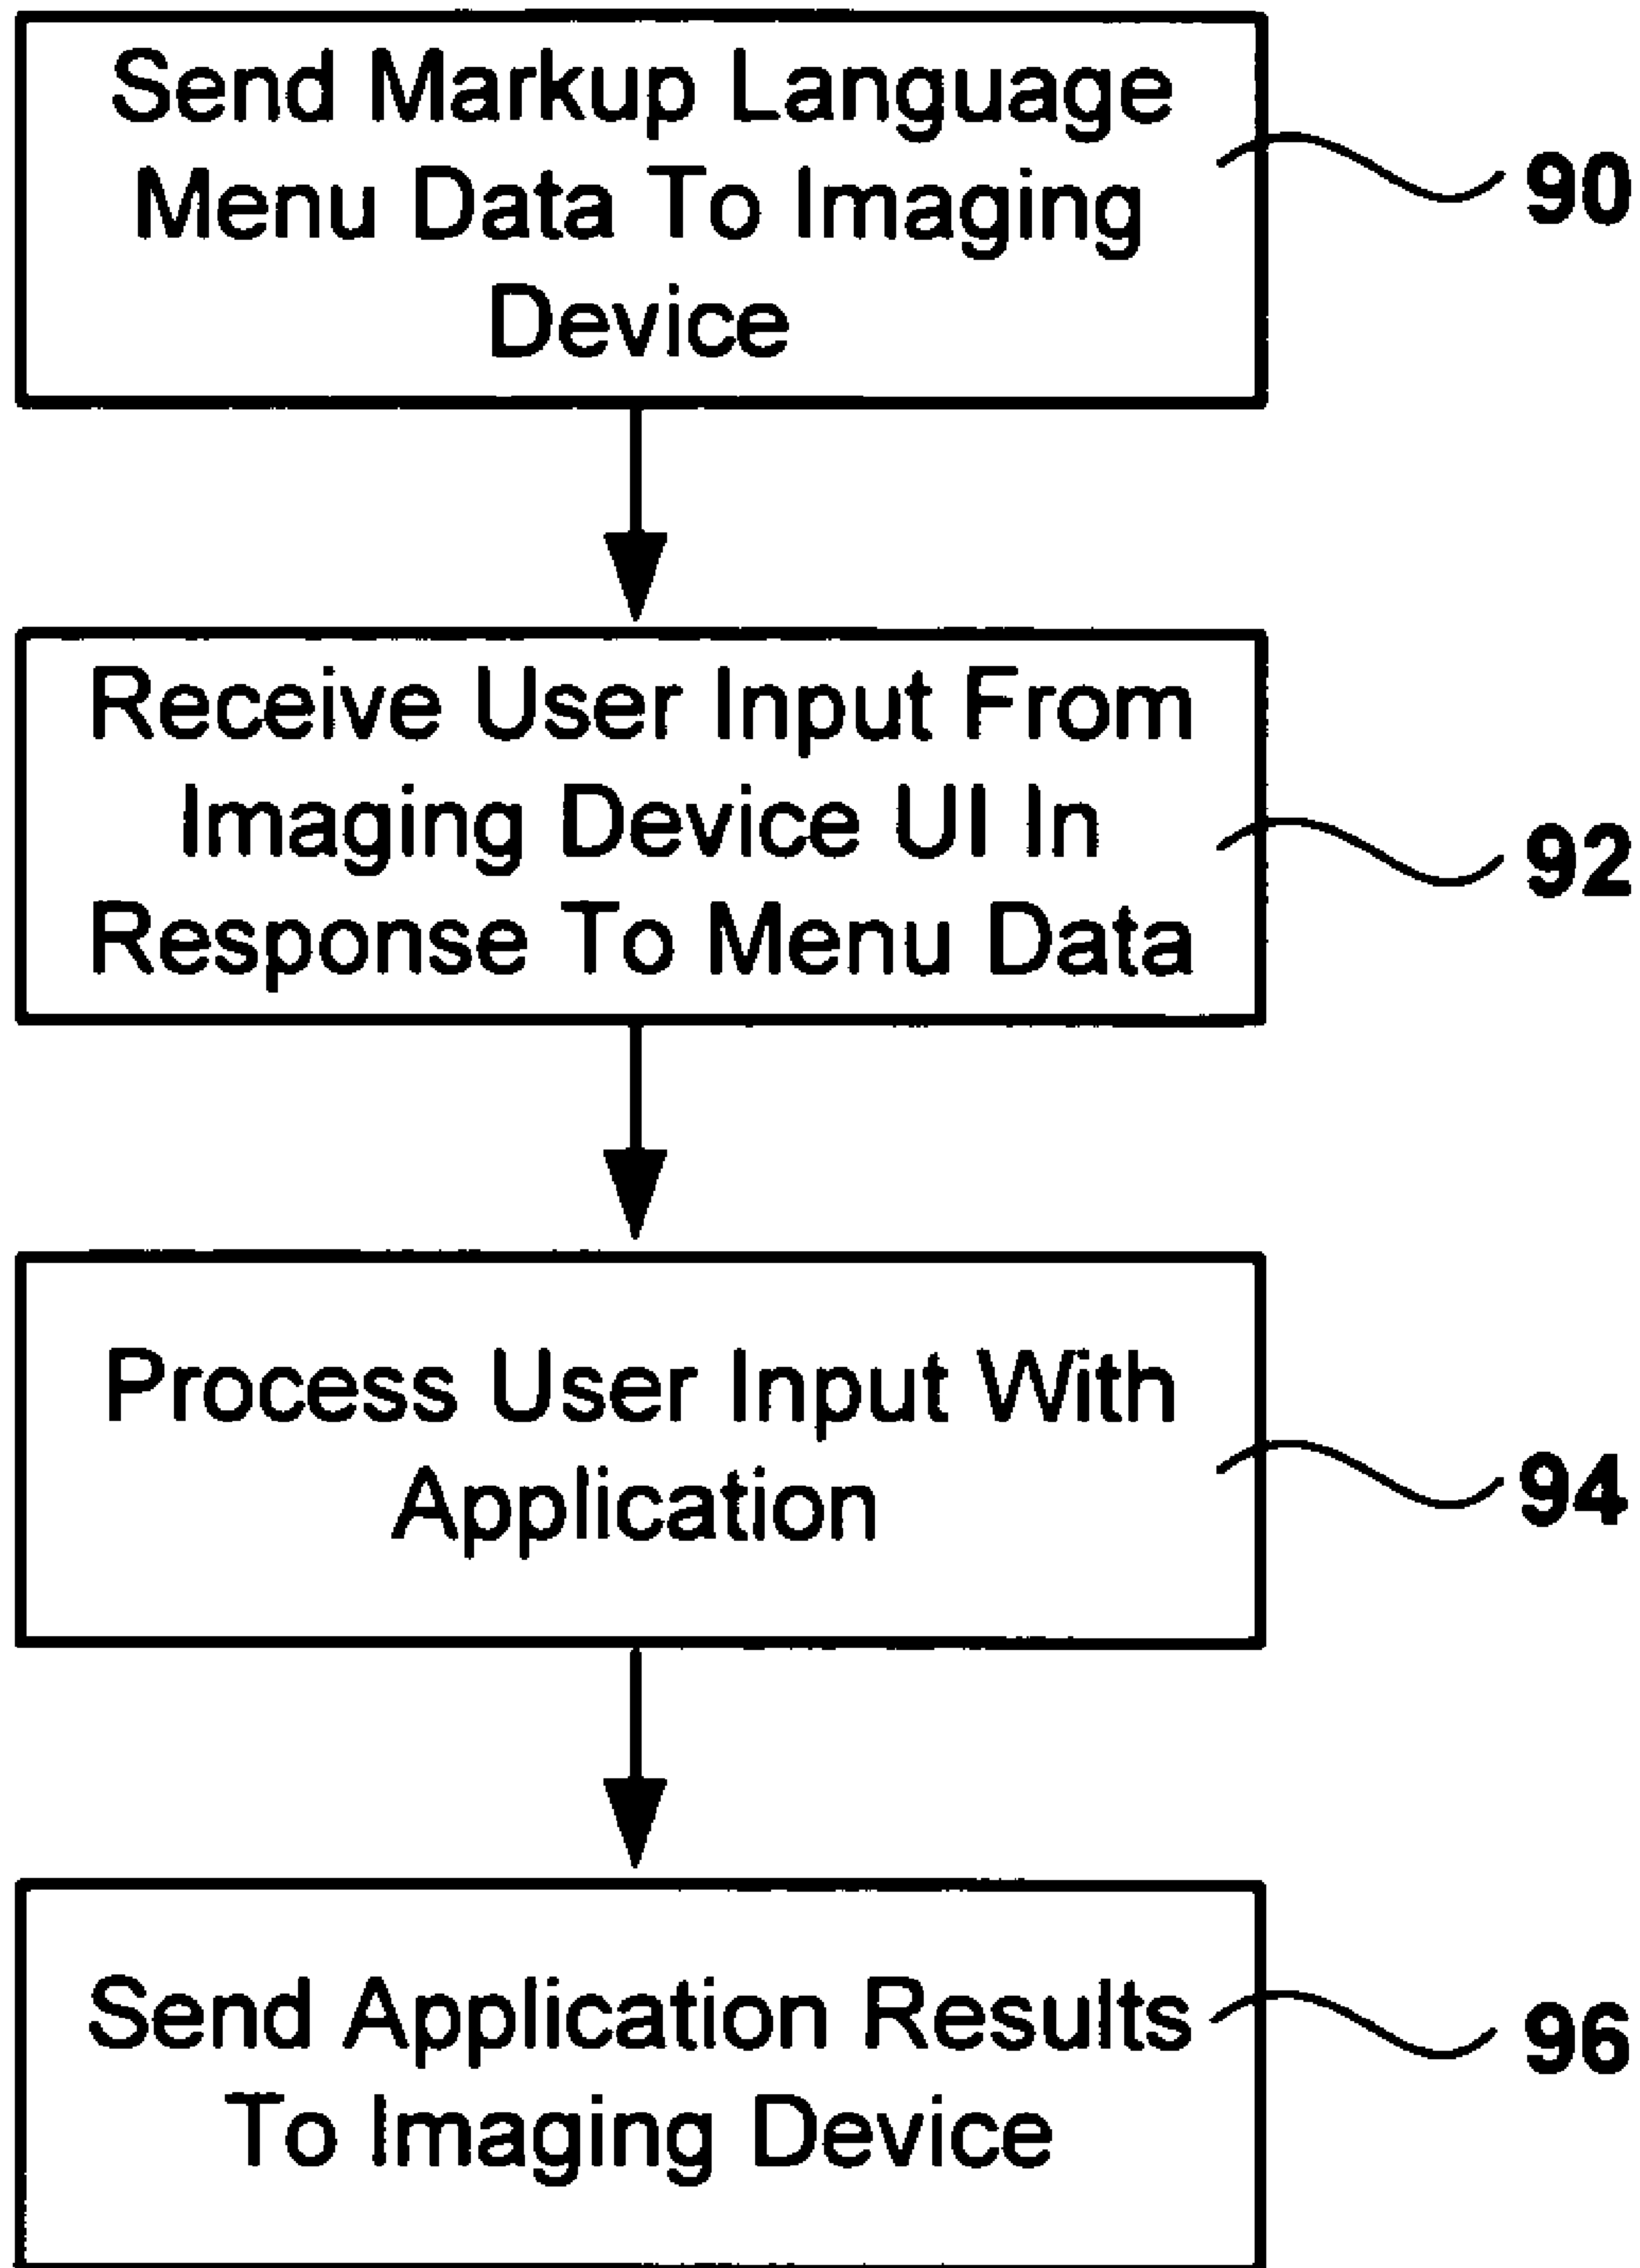 Send Markup Language
Menu Data To Imaging
Device
90
Receive User Input From
Imaging Device UI In
Response To Menu Data
92
Process User Input With
Application
94
Send Application Results
To Imaging Device
96